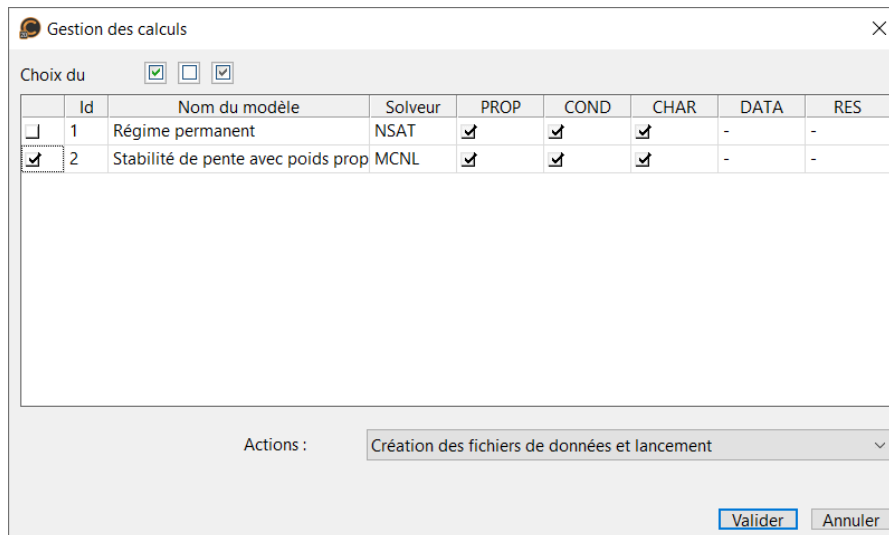 Gestion des calculs
Choix du
Id Nom du modèle Solveur PROP COND CHAR DATA RES
1 Régime permanent NSAT - -
2 Stabilité de pente avec poids prop MCNL - -
Actions : Création des fichiers de données et lancement
Valider Annuler